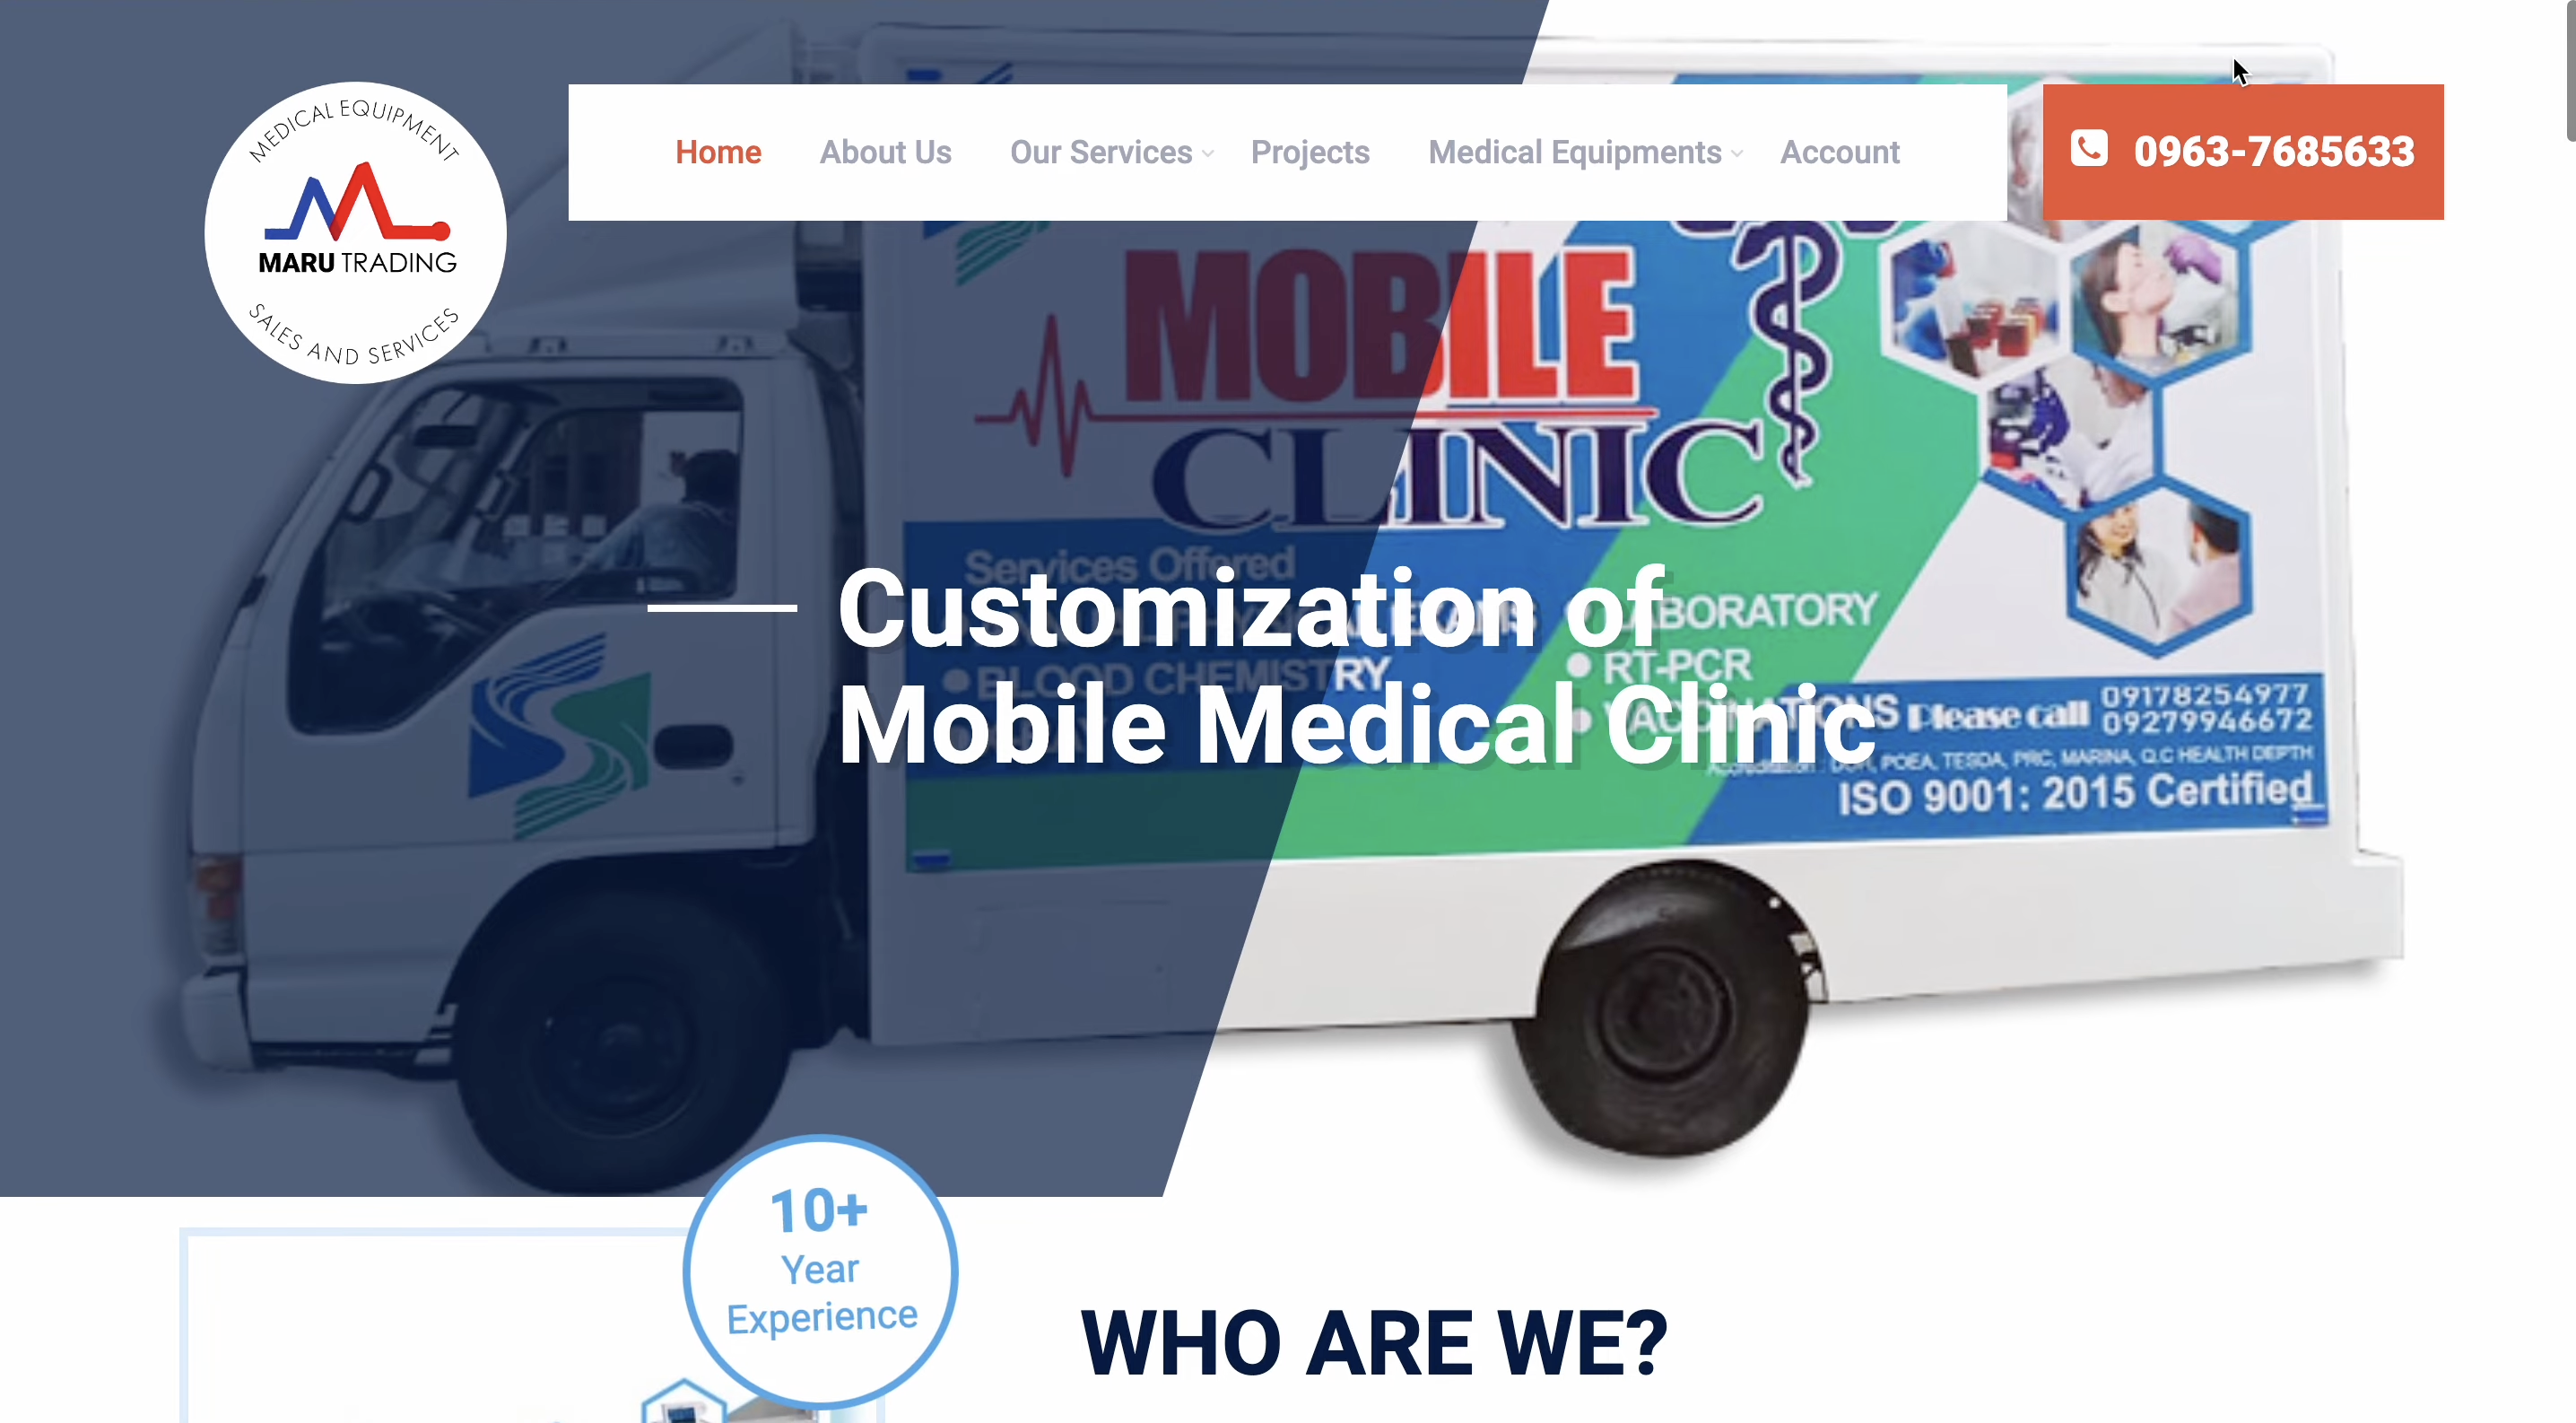 MEDICAL EQUIPMENT
MARU TRADING
SALES AND SERVICES
Home
About Us
Our Services
Projects
Medical Equipments
Account
0963-7685633
MOBILE
CLINIC
Services Offered
Customization of
Mobile Medical Clinic
EXAMS
BLOOD CHEMISTRY
LABORATORY
RT-PCR
VACCINATIONS
Please call
09178254977
09279946672
Accreditation : DOH, POEA, TESDA, PRC, MARINA, Q.C HEALTH DEPTH
ISO 9001: 2015 Certified
10+
Year
Experience
WHO ARE WE?